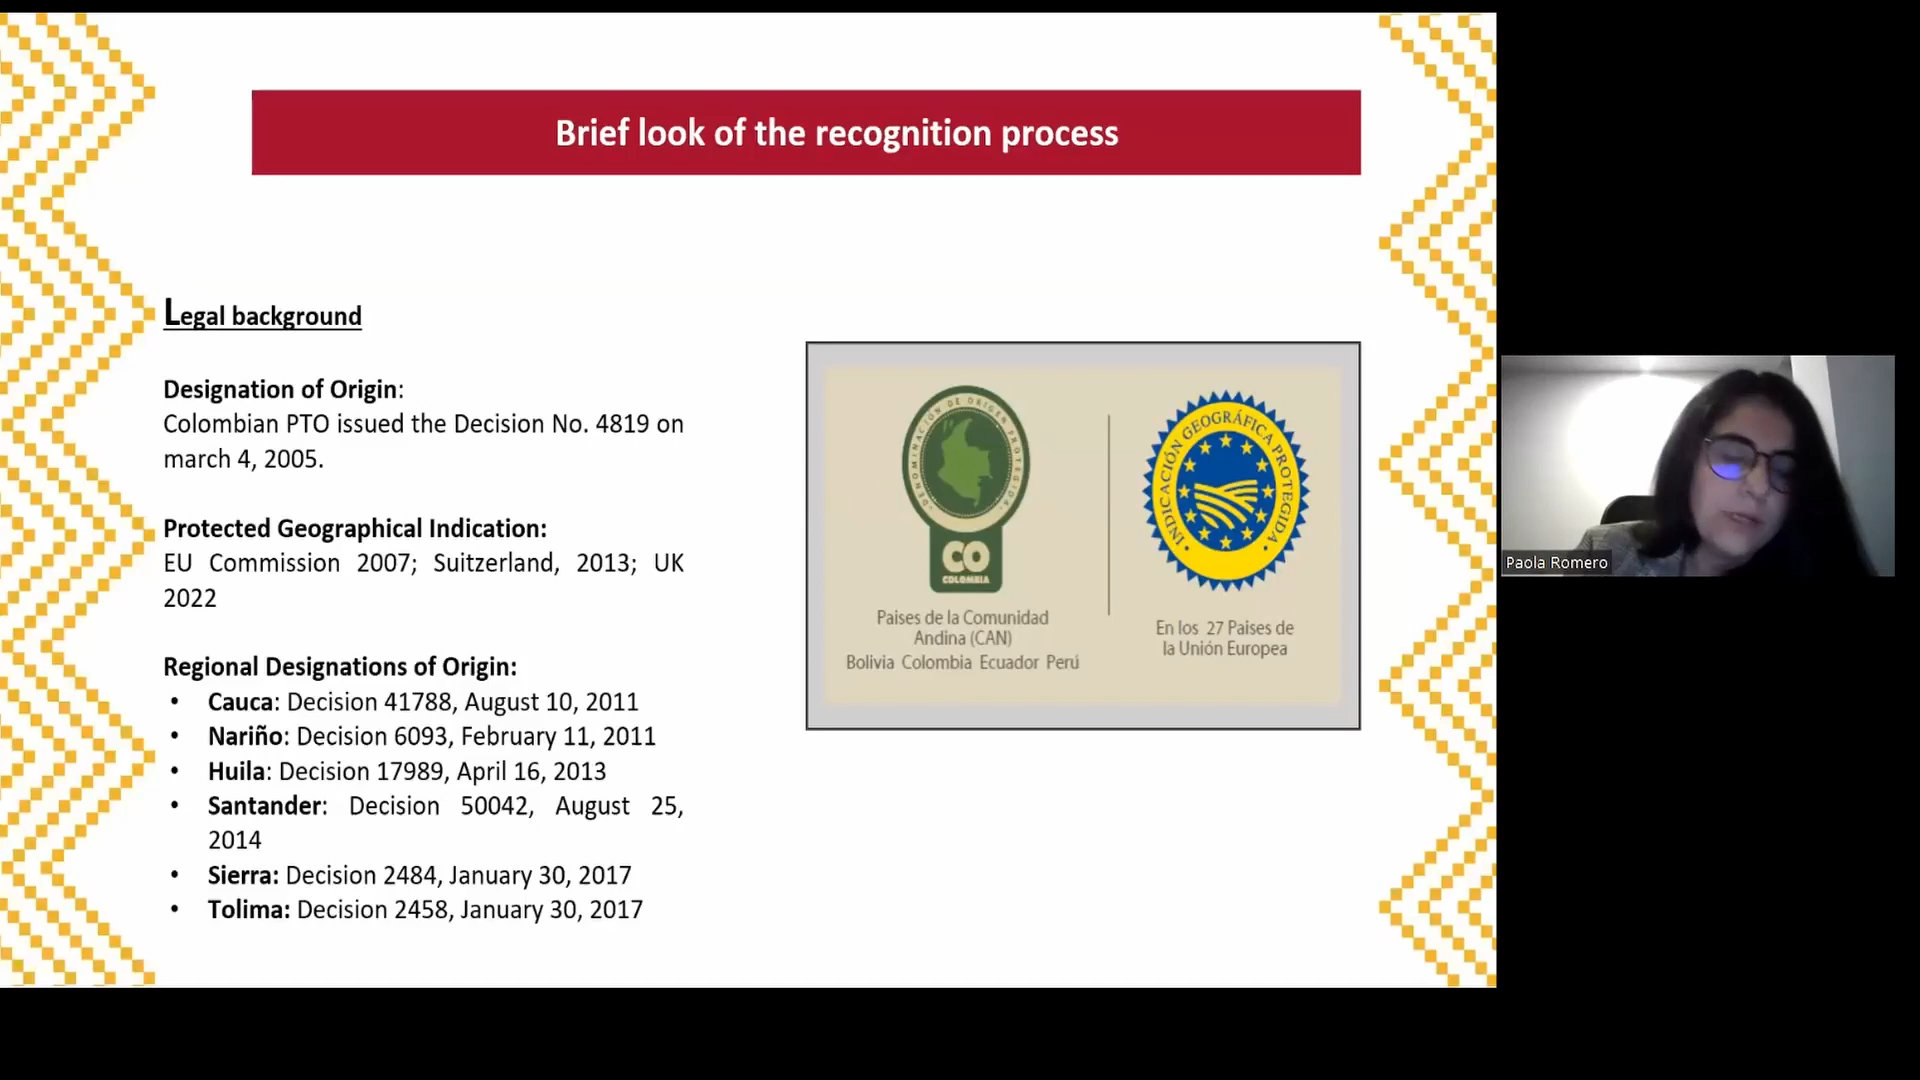 Brief look of the recognition process
Legal background
Designation of Origin:
Colombian PTO issued the Decision No. 4819 on
march 4, 2005.
Protected Geographical Indication:
EU Commission 2007; Suitzerland, 2013; UK
2022
Regional Designations of Origin:
• Cauca: Decision 41788, August 10, 2011
• Nariño: Decision 6093, February 11, 2011
• Huila: Decision 17989, April 16, 2013
• Santander: Decision 50042, August 25,
2014
• Sierra: Decision 2484, January 30, 2017
• Tolima: Decision 2458, January 30, 2017
DENOMINACIÓN DE ORIGEN PROTEGIDA
CO
COLOMBIA
Paises de la Comunidad
Andina (CAN)
Bolivia Colombia Ecuador Perú
INDICACIÓN GEOGRÁFICA PROTEGIDA
En los 27 Paises de
la Unión Europea
Paola Romero